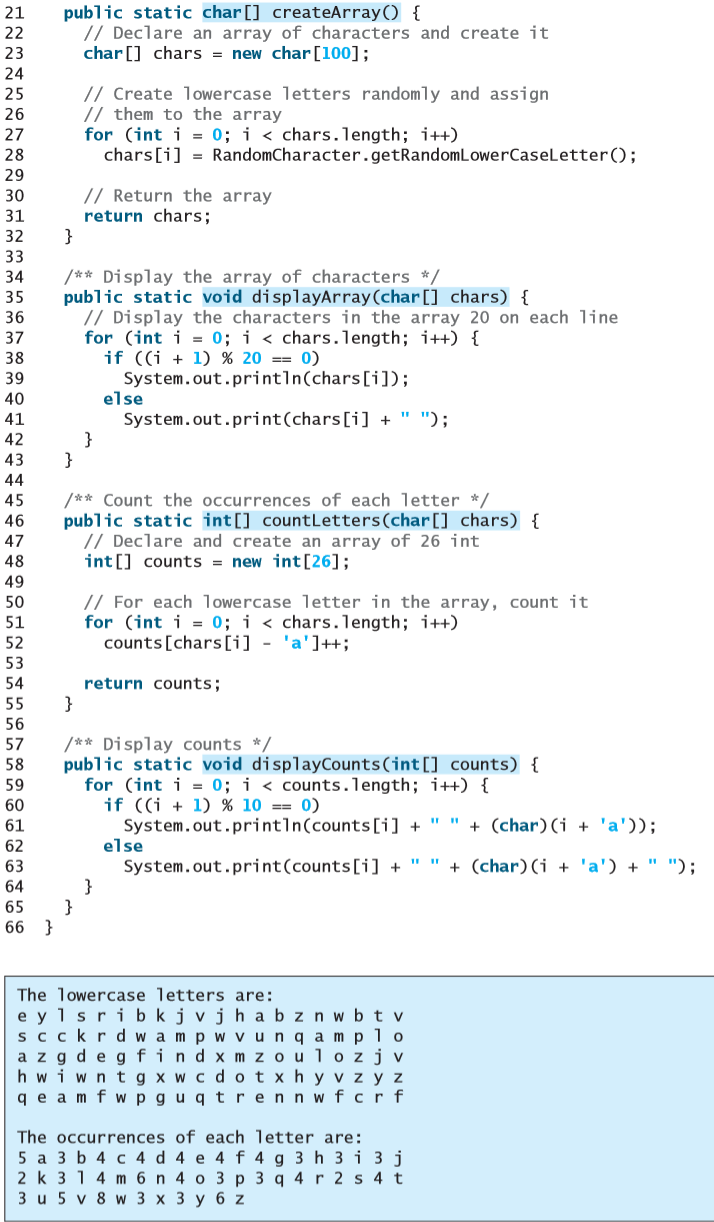 21 public static char[] createArray() {
22 // Declare an array of characters and create it
23 char[] chars = new char[100];
24
25 // Create lowercase letters randomly and assign
26 // them to the array
27 for (int i = 0; i < chars.length; i++)
28 chars[i] = RandomCharacter.getRandomLowerCaseLetter();
29
30 // Return the array
31 return chars;
32 }
33
34 /** Display the array of characters */
35 public static void displayArray(char[] chars) {
36 // Display the characters in the array 20 on each line
37 for (int i = 0; i < chars.length; i++) {
38 if ((i + 1) % 20 == 0)
39 System.out.println(chars[i]);
40 else
41 System.out.print(chars[i] + " ");
42 }
43 }
44
45 /** Count the occurrences of each letter */
46 public static int[] countLetters(char[] chars) {
47 // Declare and create an array of 26 int
48 int[] counts = new int[26];
49
50 // For each lowercase letter in the array, count it
51 for (int i = 0; i < chars.length; i++)
52 counts[chars[i] - 'a']++;
53
54 return counts;
55 }
56
57 /** Display counts */
58 public static void displayCounts(int[] counts) {
59 for (int i = 0; i < counts.length; i++) {
60 if ((i + 1) % 10 == 0)
61 System.out.println(counts[i] + " " + (char)(i + 'a'));
62 else
63 System.out.print(counts[i] + " " + (char)(i + 'a') + " ");
64 }
65 }
66 }
The lowercase letters are:
e y l s r i b k j v j h a b z n w b t v
s c c k r d w a m p w v u n q a m p l o
a z g d e g f i n d x m z o u l o z j v
h w i w n t g x w c d o t x h y v z y z
q e a m f w p g u q t r e n n w f c r f
The occurrences of each letter are:
5 a 3 b 4 c 4 d 4 e 4 f 4 g 3 h 3 i 3 j
2 k 3 l 4 m 6 n 4 o 3 p 3 q 4 r 2 s 4 t
3 u 5 v 8 w 3 x 3 y 6 z